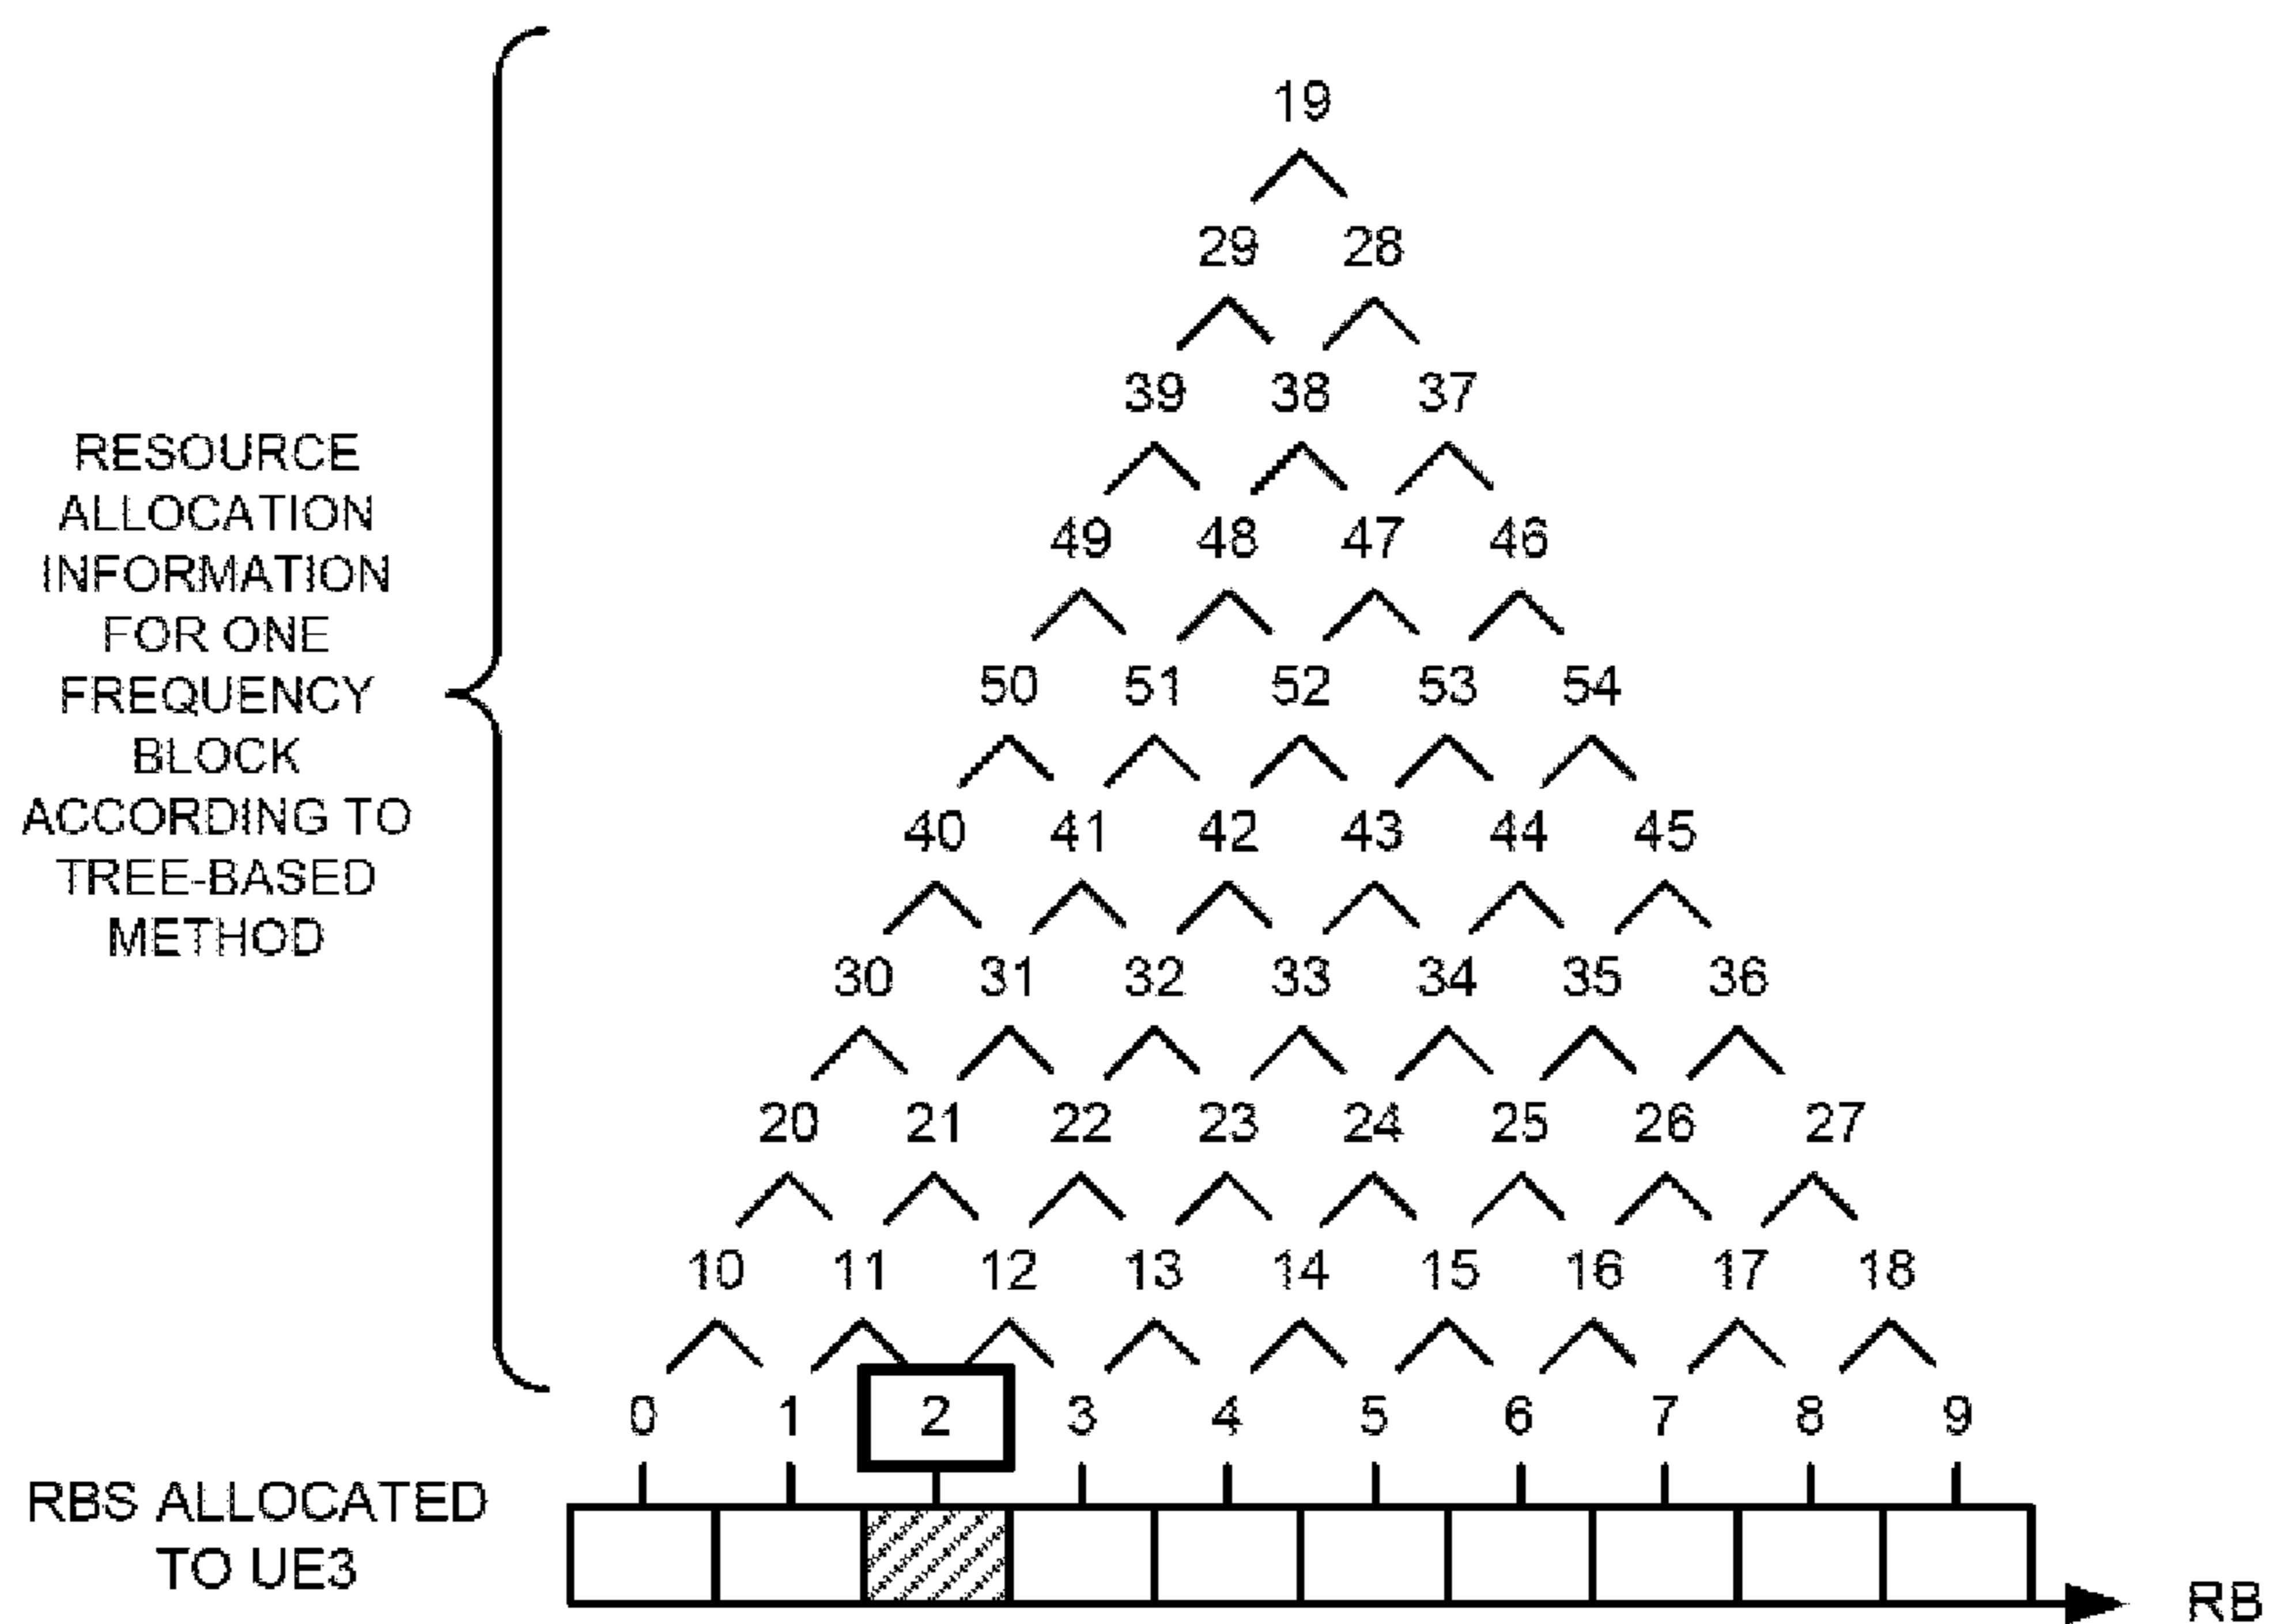 19
29 28
39 38 37
RESOURCE
ALLOCATION
INFORMATION
FOR ONE
FREQUENCY
BLOCK
ACCORDING TO
TREE-BASED
METHOD
49 48 47 46
50 51 52 53 54
40 41 42 43 44 45
30 31 32 33 34 35 36
20 21 22 23 24 25 26 27
10 11 12 13 14 15 16 17 18
0 1 2 3 4 5 6 7 8 9
RBS ALLOCATED
TO UE3
RB